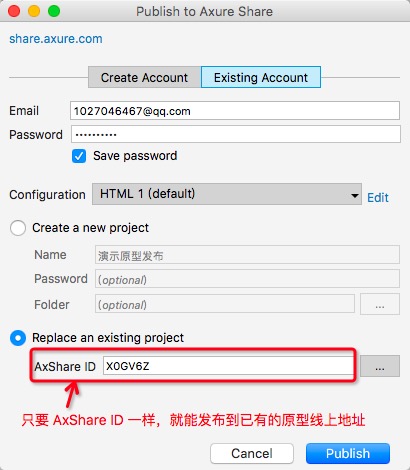 Publish to Axure Share
share.axure.com
Create Account Existing Account
Email 1027046467@qq.com
Password ••••••••••
Save password
Configuration HTML 1 (default) Edit
Create a new project
Name 演示原型发布
Password (optional)
Folder (optional) ...
Replace an existing project
AxShare ID X0GV6Z ...
只要 AxShare ID 一样，就能发布到已有的原型线上地址
Cancel Publish